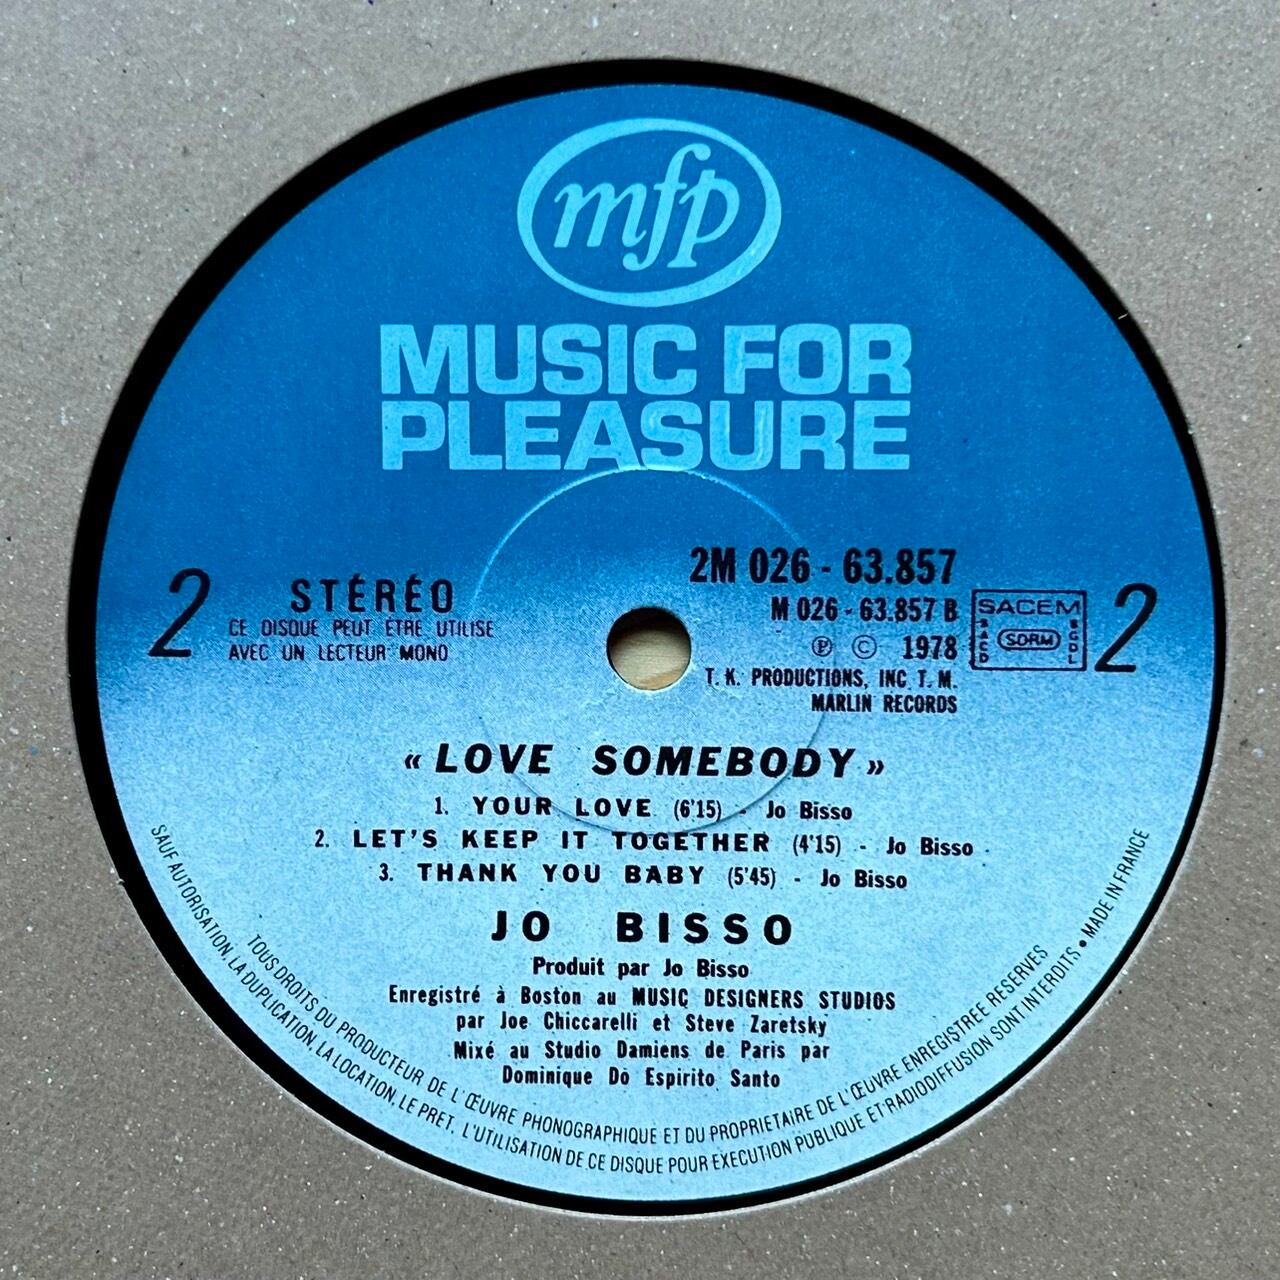 mfp
MUSIC FOR
PLEASURE
2
STÉRÉO
CE DISQUE PEUT ETRE UTILISE
AVEC UN LECTEUR MONO
2M 026 - 63.857
M 026 - 63.857 B
℗ © 1978
T. K. PRODUCTIONS, INC T. M.
MARLIN RECORDS
SACEM
SACD
SDRM
SGDL
2
« LOVE SOMEBODY »
1. YOUR LOVE (6'15) - Jo Bisso
2. LET'S KEEP IT TOGETHER (4'15) - Jo Bisso
3. THANK YOU BABY (5'45) - Jo Bisso
JO BISSO
Produit par Jo Bisso
Enregistré à Boston au MUSIC DESIGNERS STUDIOS
par Joe Chiccarelli et Steve Zaretsky
Mixé au Studio Damiens de Paris par
Dominique Do Espirito Santo
TOUS DROITS DU PRODUCTEUR DE L'ŒUVRE PHONOGRAPHIQUE ET DU PROPRIETAIRE DE L'ŒUVRE ENREGISTREE RESERVES
SAUF AUTORISATION, LA DUPLICATION, LA LOCATION, LE PRET, L'UTILISATION DE CE DISQUE POUR EXECUTION PUBLIQUE ET RADIODIFFUSION SONT INTERDITS • MADE IN FRANCE